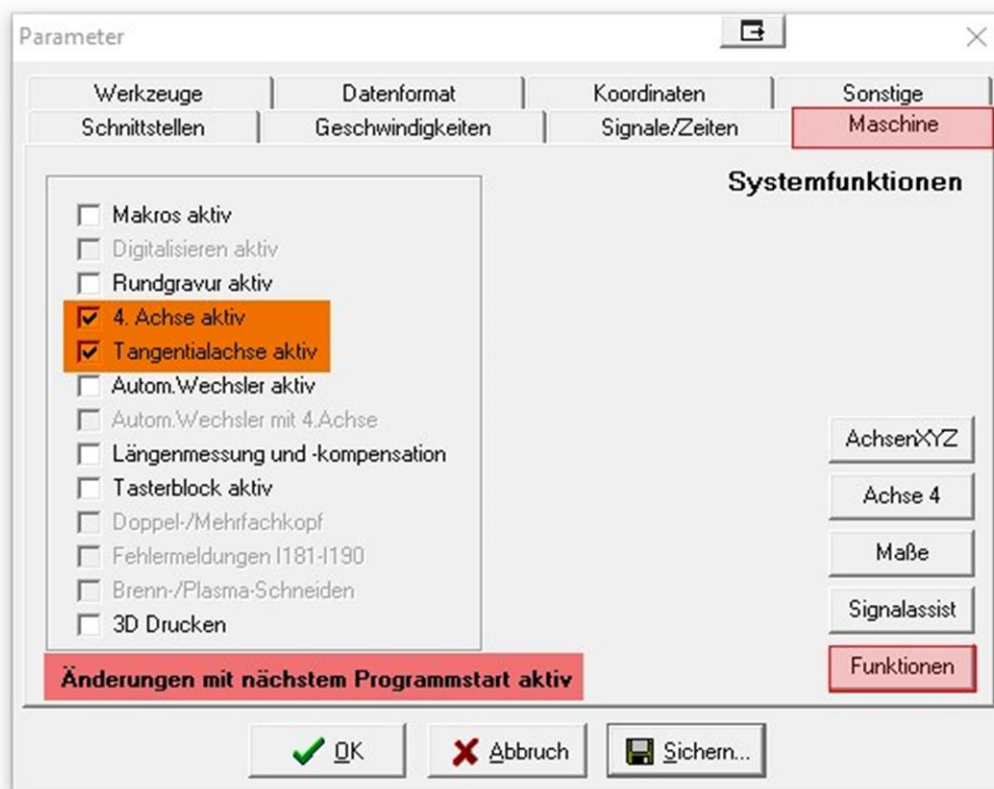 Parameter
Werkzeuge
Datenformat
Koordinaten
Sonstige
Schnittstellen
Geschwindigkeiten
Signale/Zeiten
Maschine
Systemfunktionen
Makros aktiv
Digitalisieren aktiv
Rundgravur aktiv
4. Achse aktiv
Tangentialachse aktiv
Autom.Wechsler aktiv
Autom.Wechsler mit 4.Achse
Längenmessung und -kompensation
Tasterblock aktiv
Doppel-/Mehrfachkopf
Fehlermeldungen I181-I190
Brenn-/Plasma-Schneiden
3D Drucken
Änderungen mit nächstem Programmstart aktiv
AchsenXYZ
Achse 4
Maße
Signalassist
Funktionen
OK
Abbruch
Sichern...